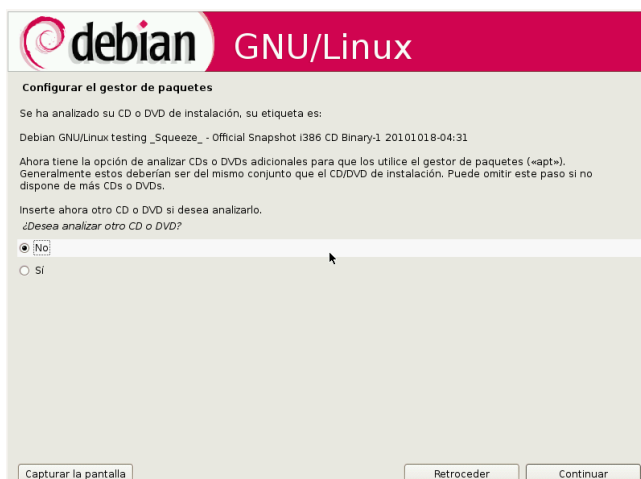 debian GNU/Linux
Configurar el gestor de paquetes
Se ha analizado su CD o DVD de instalación, su etiqueta es:
Debian GNU/Linux testing _Squeeze_ - Official Snapshot i386 CD Binary-1 20101018-04:31
Ahora tiene la opción de analizar CDs o DVDs adicionales para que los utilice el gestor de paquetes («apt»).
Generalmente estos deberían ser del mismo conjunto que el CD/DVD de instalación. Puede omitir este paso si no
dispone de más CDs o DVDs.
Inserte ahora otro CD o DVD si desea analizarlo.
¿Desea analizar otro CD o DVD?
No
Sí
Capturar la pantalla
Retroceder
Continuar